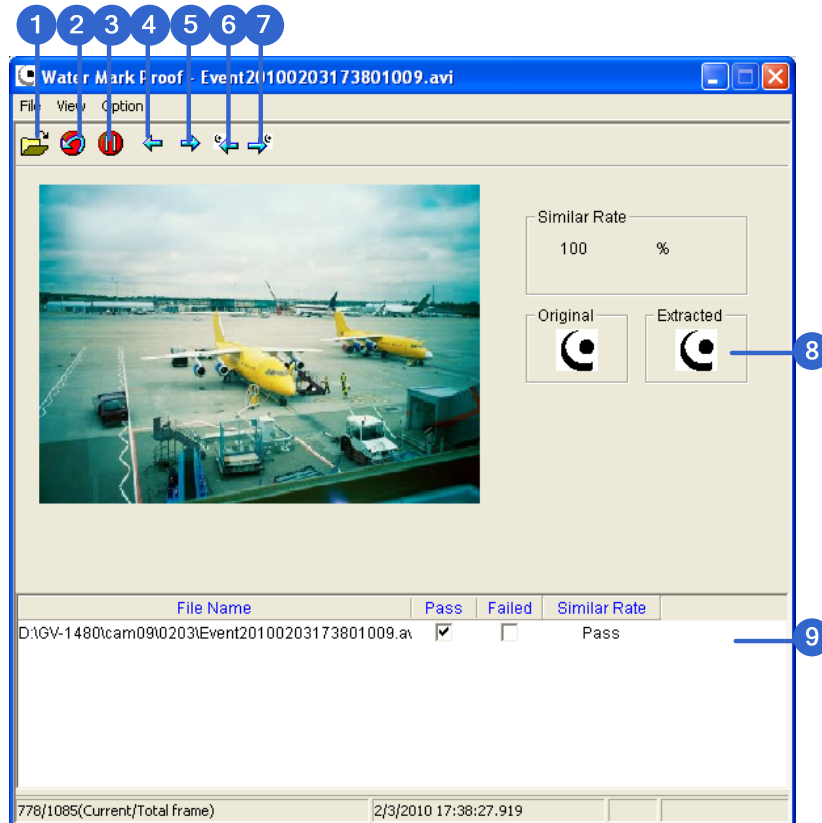 1 2 3 4 5 6 7
Water Mark Proof - Event20100203173801009.avi
File View Option
Similar Rate
100 %
Original Extracted
8
File Name Pass Failed Similar Rate
D:\GV-1480\cam09\0203\Event20100203173801009.av Pass
9
778/1085(Current/Total frame) 2/3/2010 17:38:27.919